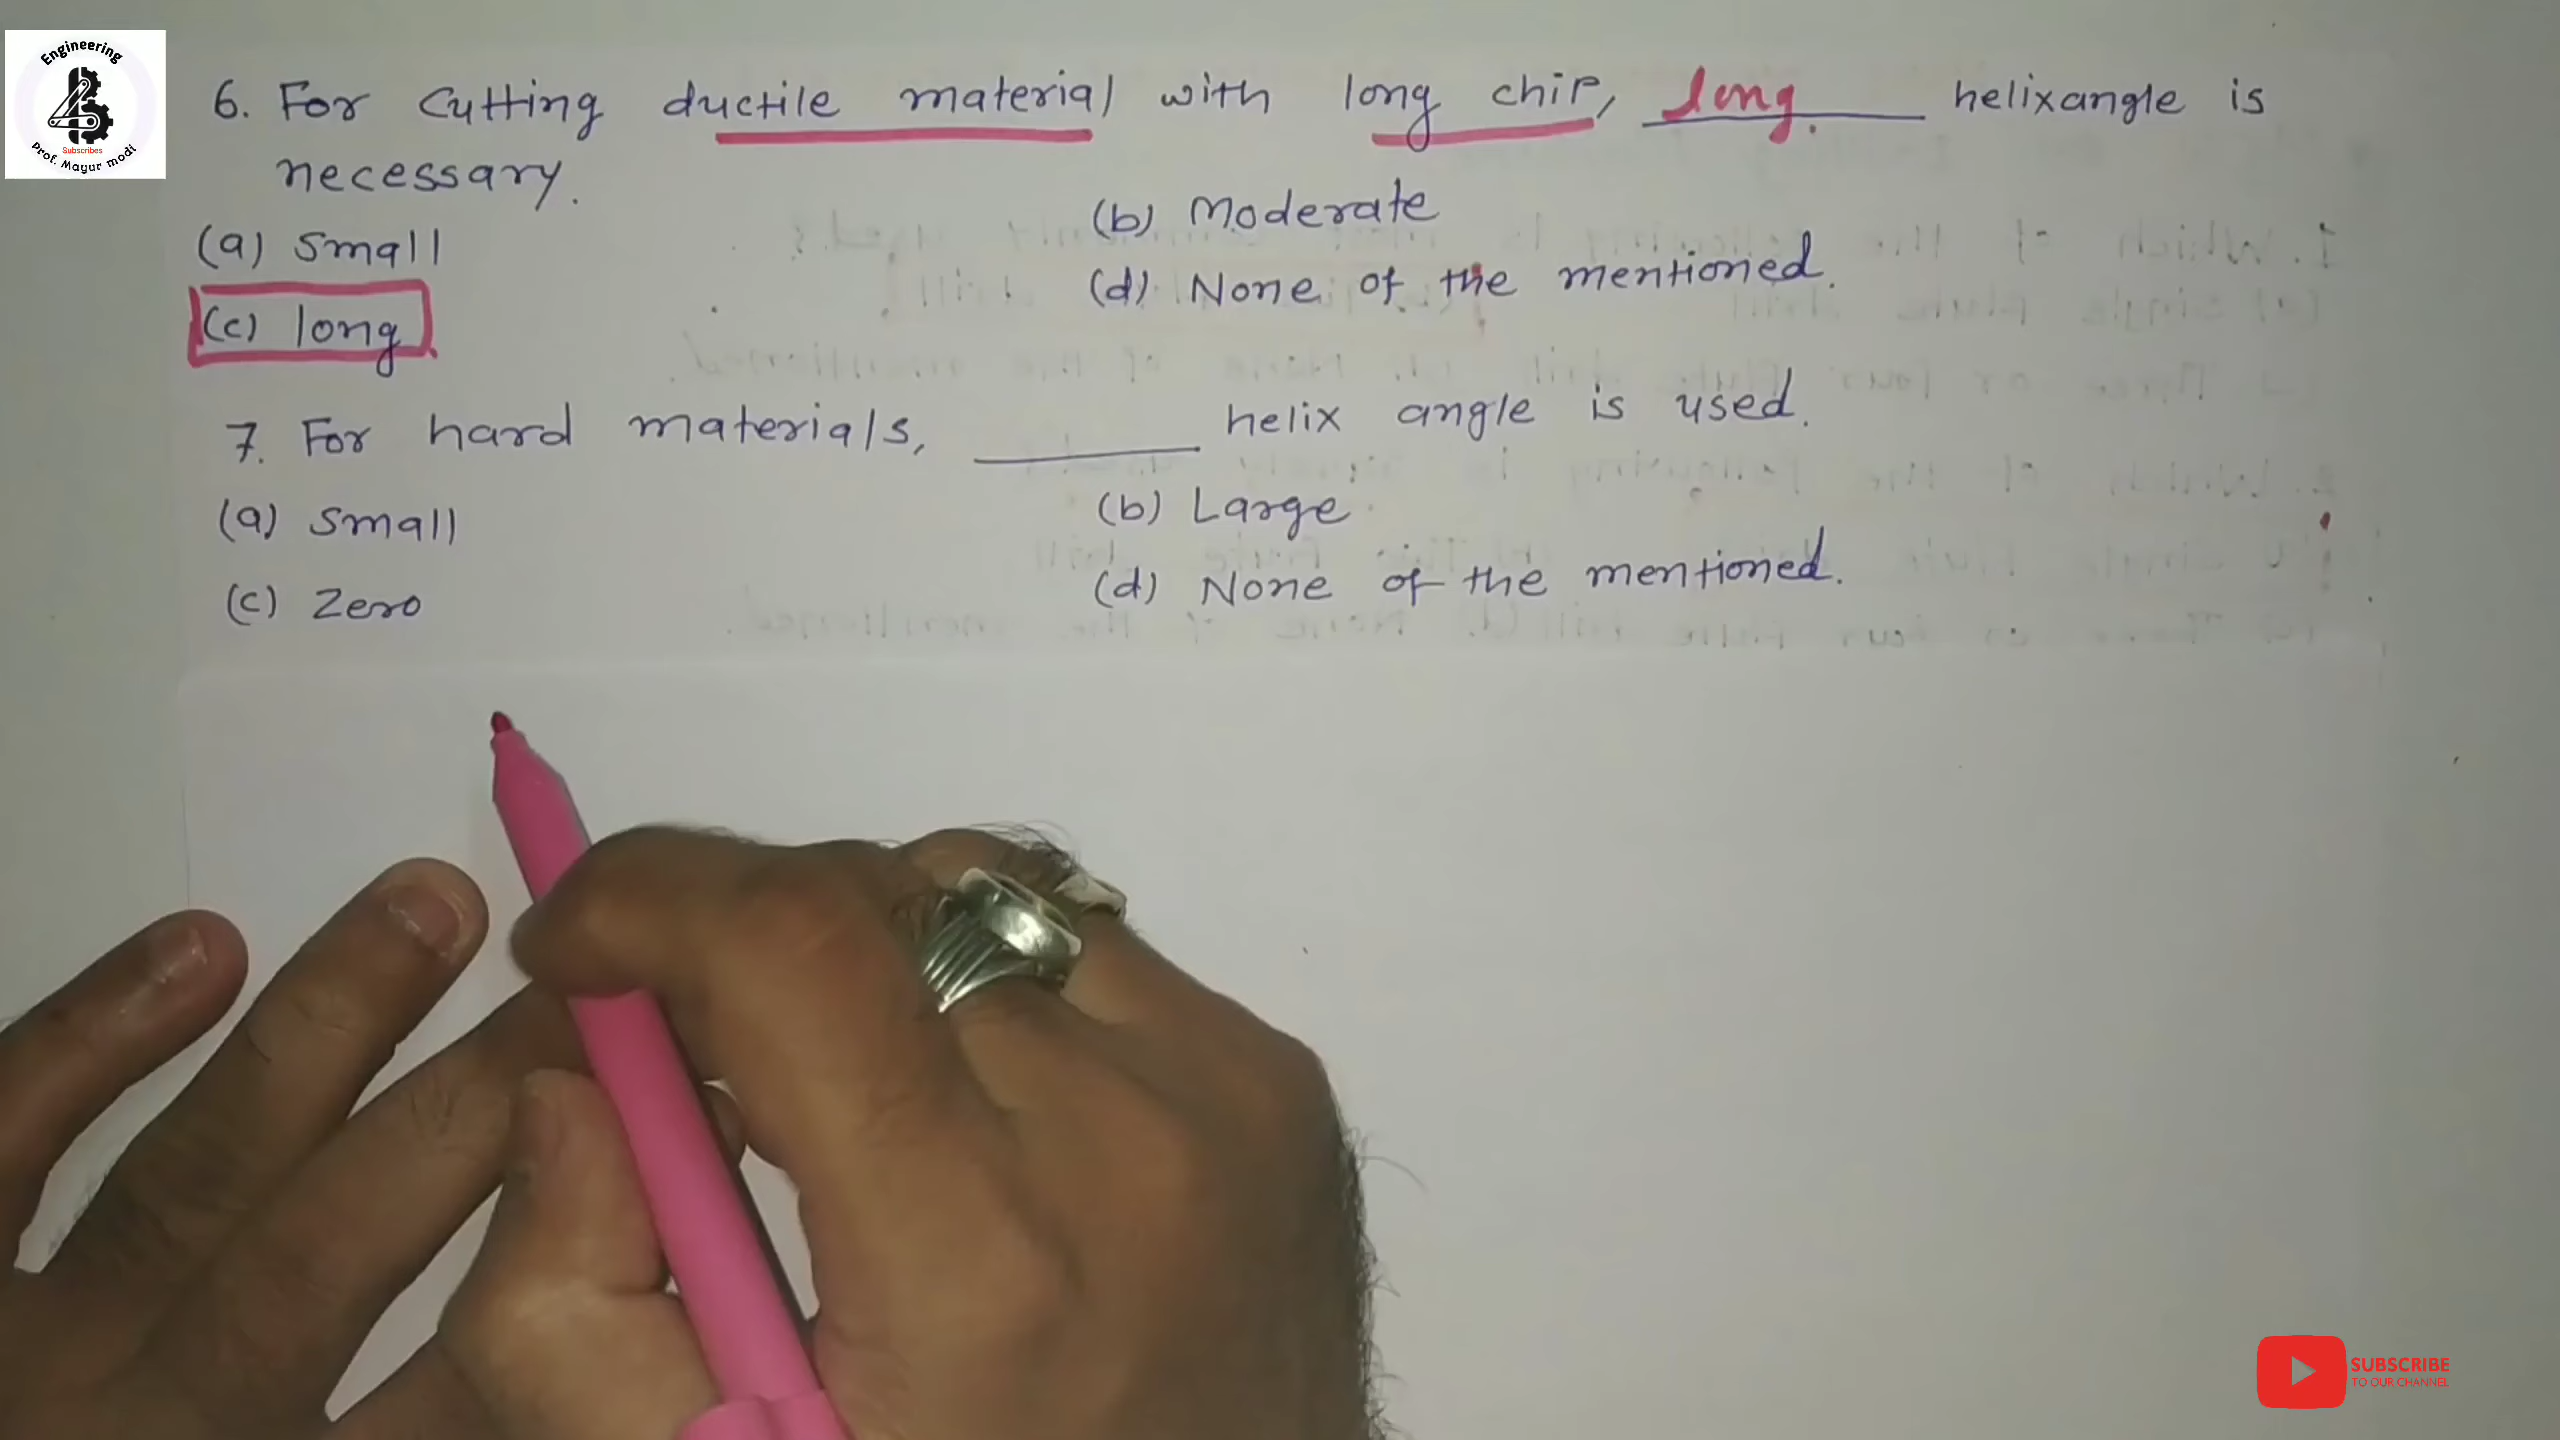 Engineering
Subscribes
Prof. Mayur modi
6. For cutting ductile material with long chip, long. helixangle is
necessary.
(a) small
(b) Moderate
(c) long
(d) None of the mentioned.
7. For hard materials, ________ helix angle is used.
(a) small
(b) Large
(c) Zero
(d) None of the mentioned.
SUBSCRIBE
TO OUR CHANNEL